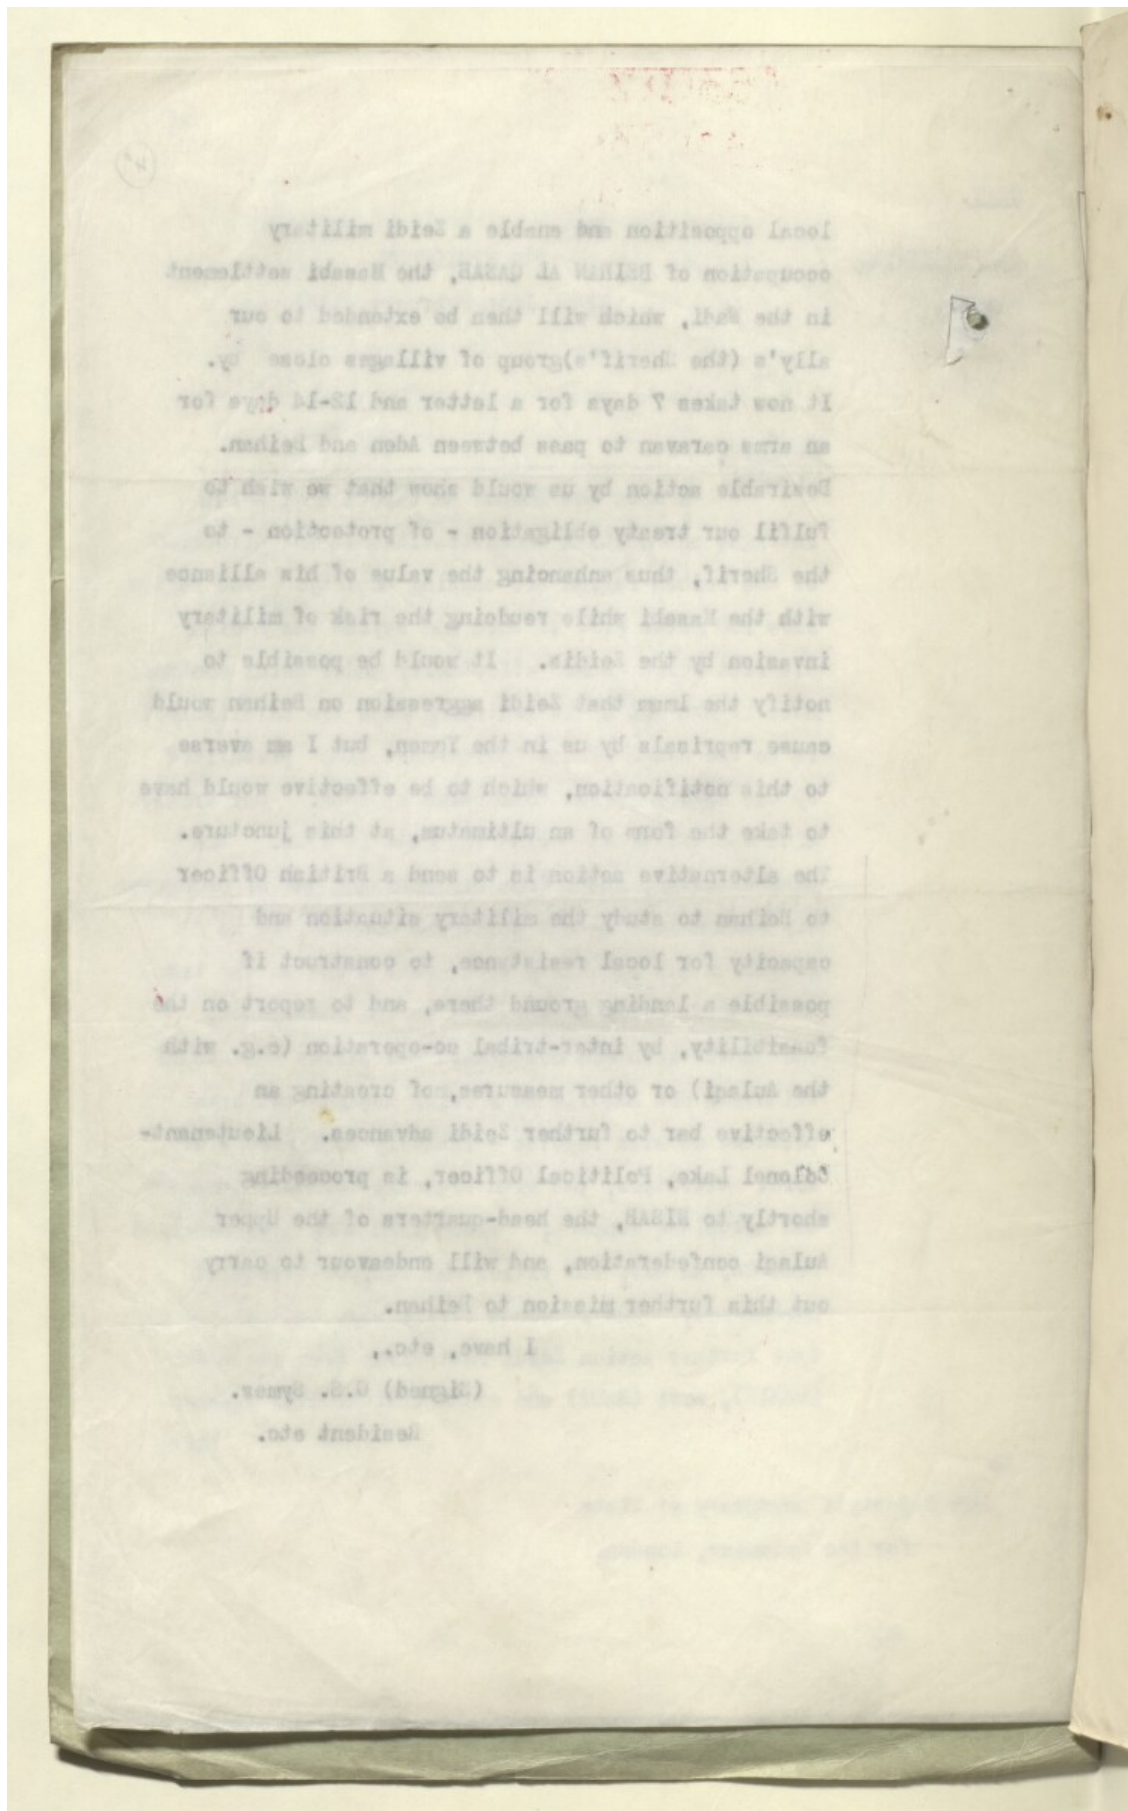 local opposition and enable a Zeidi military
occupation of BEIHAN AL QASAB, the Masabi settlement
in the Wadi, which will then be extended to our
ally's (the Sherif's)group of villages close by.
It now takes 7 days for a letter and 12-14 days for
an arms caravan to pass between Aden and Beihan.
Desirable action by us would show that we wish to
fulfil our treaty obligation - of protection - to
the Sherif, thus enhancing the value of his alliance
with the Masabi while reudcing the risk of military
invasion by the Zeidis. It would be possible to
notify the Imam that Zeidi aggression on Beihan would
cause reprisals by us in the Yemen, but I am averse
to this notification, which to be effective would have
to take the form of an ultimatum, at this juncture.
The alternative action is to send a British Officer
to Beihan to study the military situation and
capacity for local resistance, to construct if
possible a landing ground there, and to report on the
feasibility, by inter-tribal co-operation (e.g. with
the Aulaqi) or other measures, of creating an
effective bar to further Zeidi advances. Lieutenant-
Colonel Lake, Political Officer, is proceeding
shortly to NISAB, the head-quarters of the Upper
Aulaqi confederation, and will endeavour to carry
out this further mission to Beihan.
I have, etc.,
(Signed) G.S. Symes.
Resident etc.